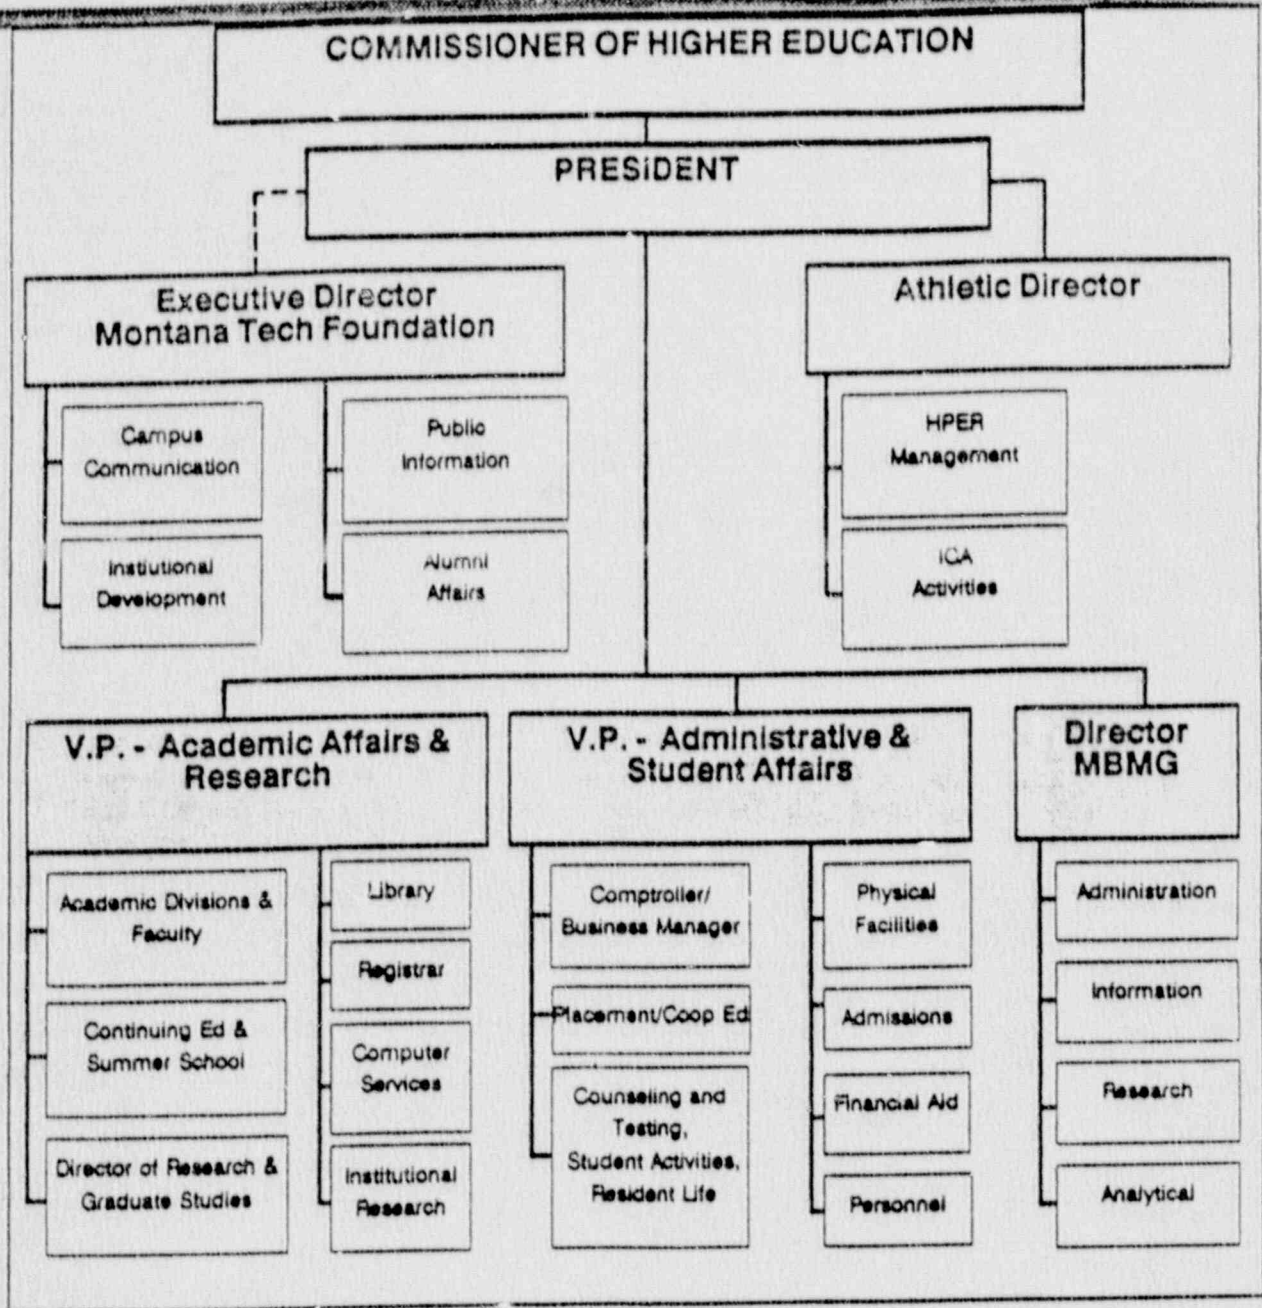 COMMISSIONER OF HIGHER EDUCATION
PRESIDENT
Executive Director
Montana Tech Foundation
Athletic Director
Campus
Communication
Public
Information
HPER
Management
Instiutional
Development
Alumni
Affairs
ICA
Activities
V.P. - Academic Affairs &
Research
V.P. - Administrative &
Student Affairs
Director
MBMG
Academic Divisions &
Faculty
Continuing Ed &
Summer School
Director of Research &
Graduate Studies
Library
Registrar
Computer
Services
Institutional
Research
Comptroller/
Business Manager
Placement/Coop Ed
Counseling and
Testing,
Student Activities,
Resident Life
Physical
Facilities
Admissions
Financial Aid
Personnel
Administration
Information
Research
Analytical